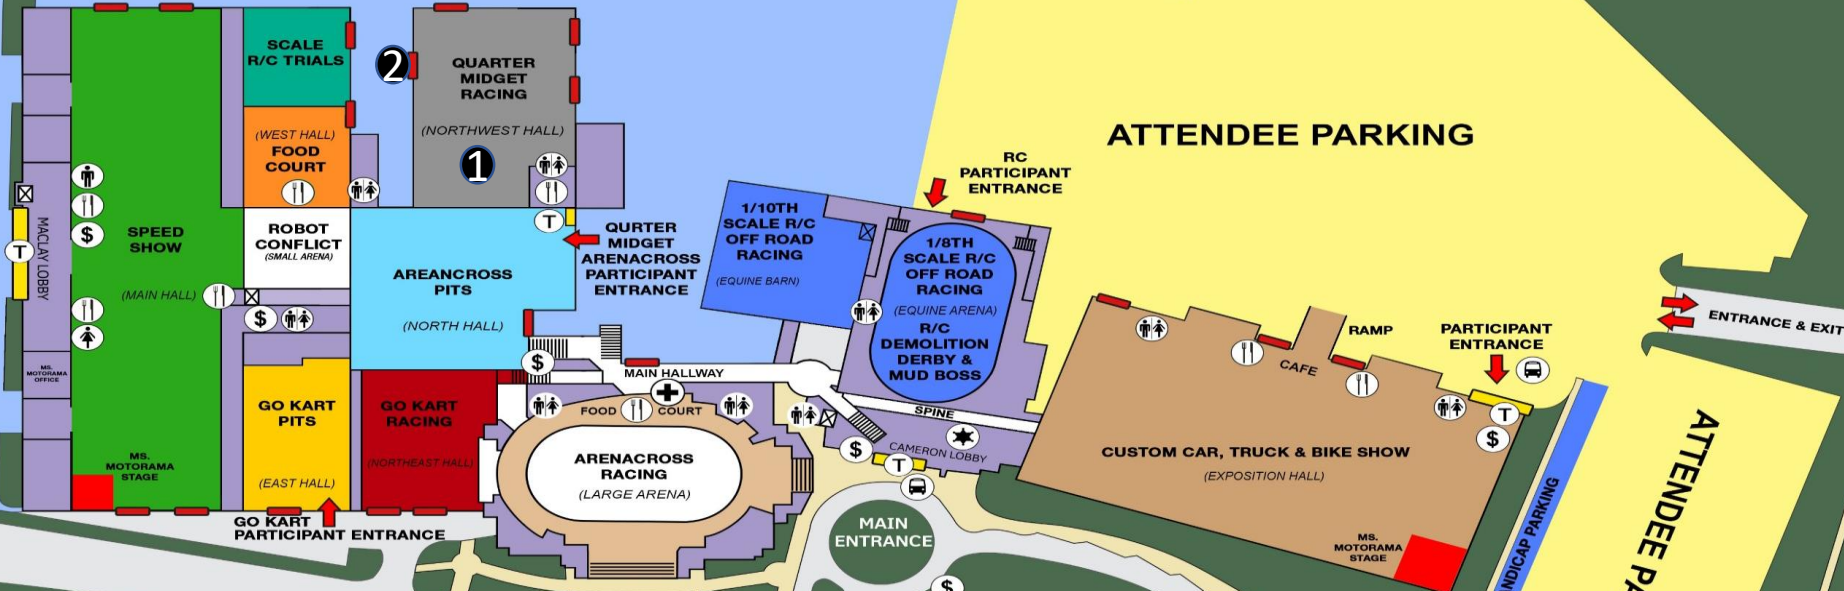 SCALE
R/C TRIALS
2
QUARTER
MIDGET
RACING
(NORTHWEST HALL)
1
(WEST HALL)
FOOD
COURT
ATTENDEE PARKING
RC
PARTICIPANT
ENTRANCE
MACLAY LOBBY
T
$
SPEED
SHOW
(MAIN HALL)
ROBOT
CONFLICT
(SMALL ARENA)
$
T
QURTER
MIDGET
ARENACROSS
PARTICIPANT
ENTRANCE
AREANCROSS
PITS
(NORTH HALL)
1/10TH
SCALE R/C
OFF ROAD
RACING
(EQUINE BARN)
1/8TH
SCALE R/C
OFF ROAD
RACING
(EQUINE ARENA)
R/C
DEMOLITION
DERBY &
MUD BOSS
ENTRANCE & EXIT
RAMP
PARTICIPANT
ENTRANCE
CAFE
T
$
MS.
MOTORAMA
OFFICE
$
MAIN HALLWAY
FOOD COURT
SPINE
CAMERON LOBBY
$
T
GO KART
PITS
(EAST HALL)
GO KART
RACING
(NORTHEAST HALL)
ARENACROSS
RACING
(LARGE ARENA)
CUSTOM CAR, TRUCK & BIKE SHOW
(EXPOSITION HALL)
MS.
MOTORAMA
STAGE
GO KART
PARTICIPANT ENTRANCE
MAIN
ENTRANCE
$
MS.
MOTORAMA
STAGE
NDICAP PARKING
ATTENDEE PA